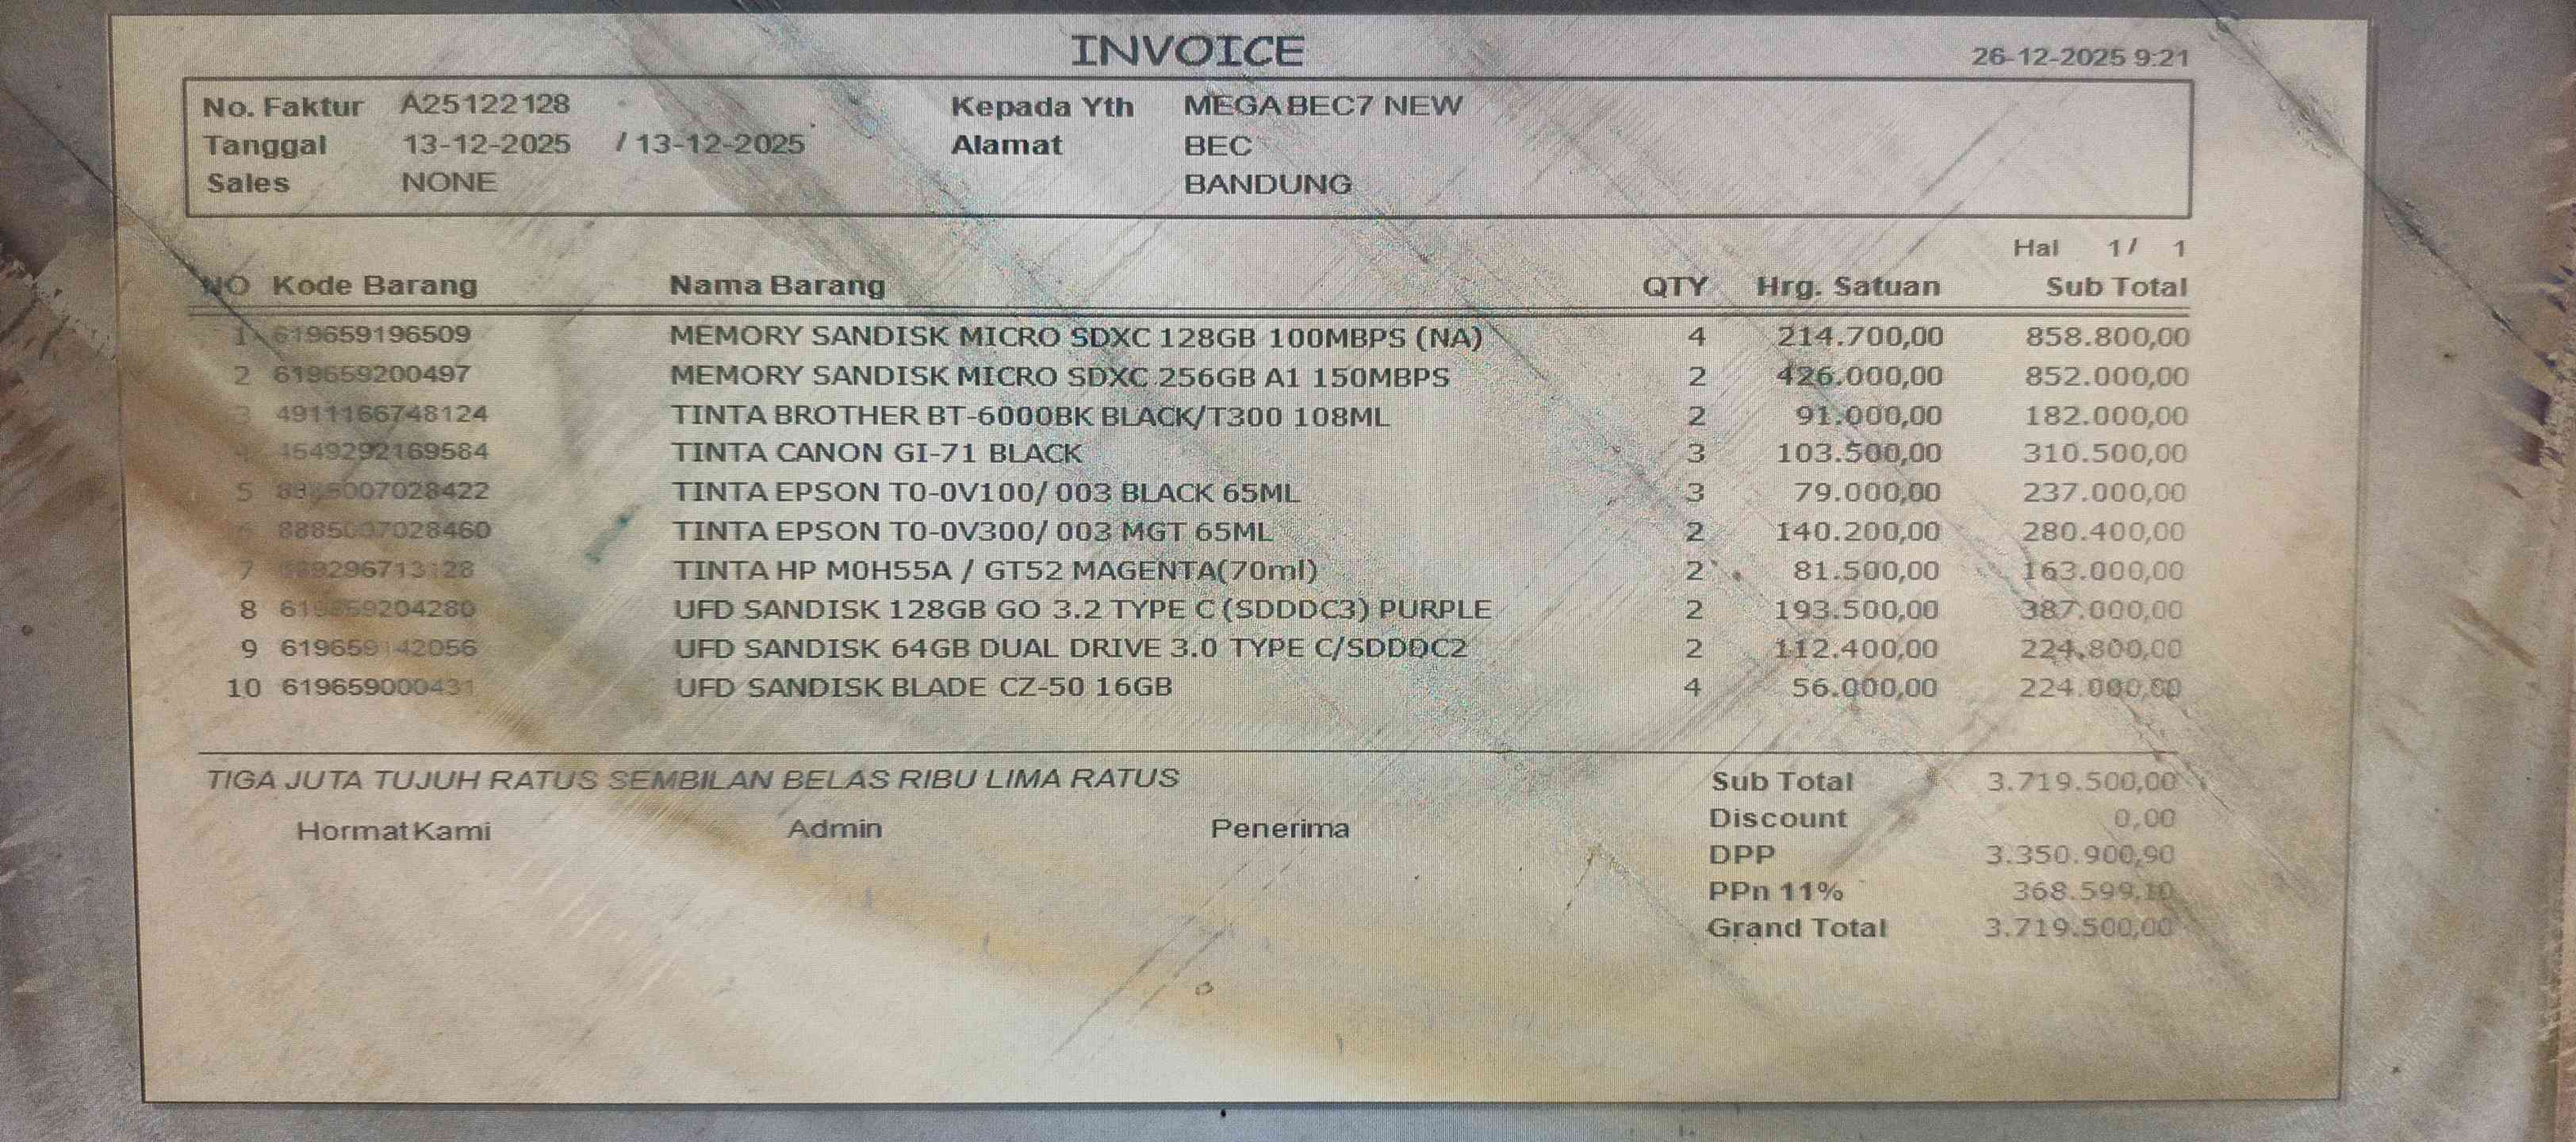 INVOICE
26-12-2025 9:21
No. Faktur A25122128 Kepada Yth MEGABEC7 NEW
Tanggal 13-12-2025 / 13-12-2025 Alamat BEC
Sales NONE BANDUNG
Hal 1/ 1
NO Kode Barang Nama Barang QTY Hrg. Satuan Sub Total
1 619659196509 MEMORY SANDISK MICRO SDXC 128GB 100MBPS (NA) 4 214.700,00 858.800,00
2 619659200497 MEMORY SANDISK MICRO SDXC 256GB A1 150MBPS 2 426.000,00 852.000,00
3 4911166748124 TINTA BROTHER BT-6000BK BLACK/T300 108ML 2 91.000,00 182.000,00
4 4549292169584 TINTA CANON GI-71 BLACK 3 103.500,00 310.500,00
5 TINTA EPSON T0-0V100/ 003 BLACK 65ML 3 79.000,00 237.000,00
8885007028460 TINTA EPSON T0-0V300/ 003 MGT 65ML 2 140.200,00 280.400,00
7 TINTA HP M0H55A / GT52 MAGENTA(70ml) 2 81.500,00 163.000,00
8 619659204280 UFD SANDISK 128GB GO 3.2 TYPE C (SDDDC3) PURPLE 2 193.500,00 387.000,00
9 619659142056 UFD SANDISK 64GB DUAL DRIVE 3.0 TYPE C/SDDDC2 2 112.400,00 224.800,00
10 619659000431 UFD SANDISK BLADE CZ-50 16GB 4 56.000,00 224.000,00
TIGA JUTA TUJUH RATUS SEMBILAN BELAS RIBU LIMA RATUS
Sub Total 3.719.500,00
Hormat Kami Admin Penerima
Discount 0,00
DPP 3.350.900,90
PPn 11% 368.599,10
Grand Total 3.719.500,00